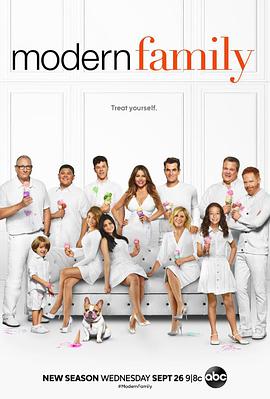 modern family
Treat yourself.
NEW SEASON WEDNESDAY SEPT 26 9|8c abc
#ModernFamily